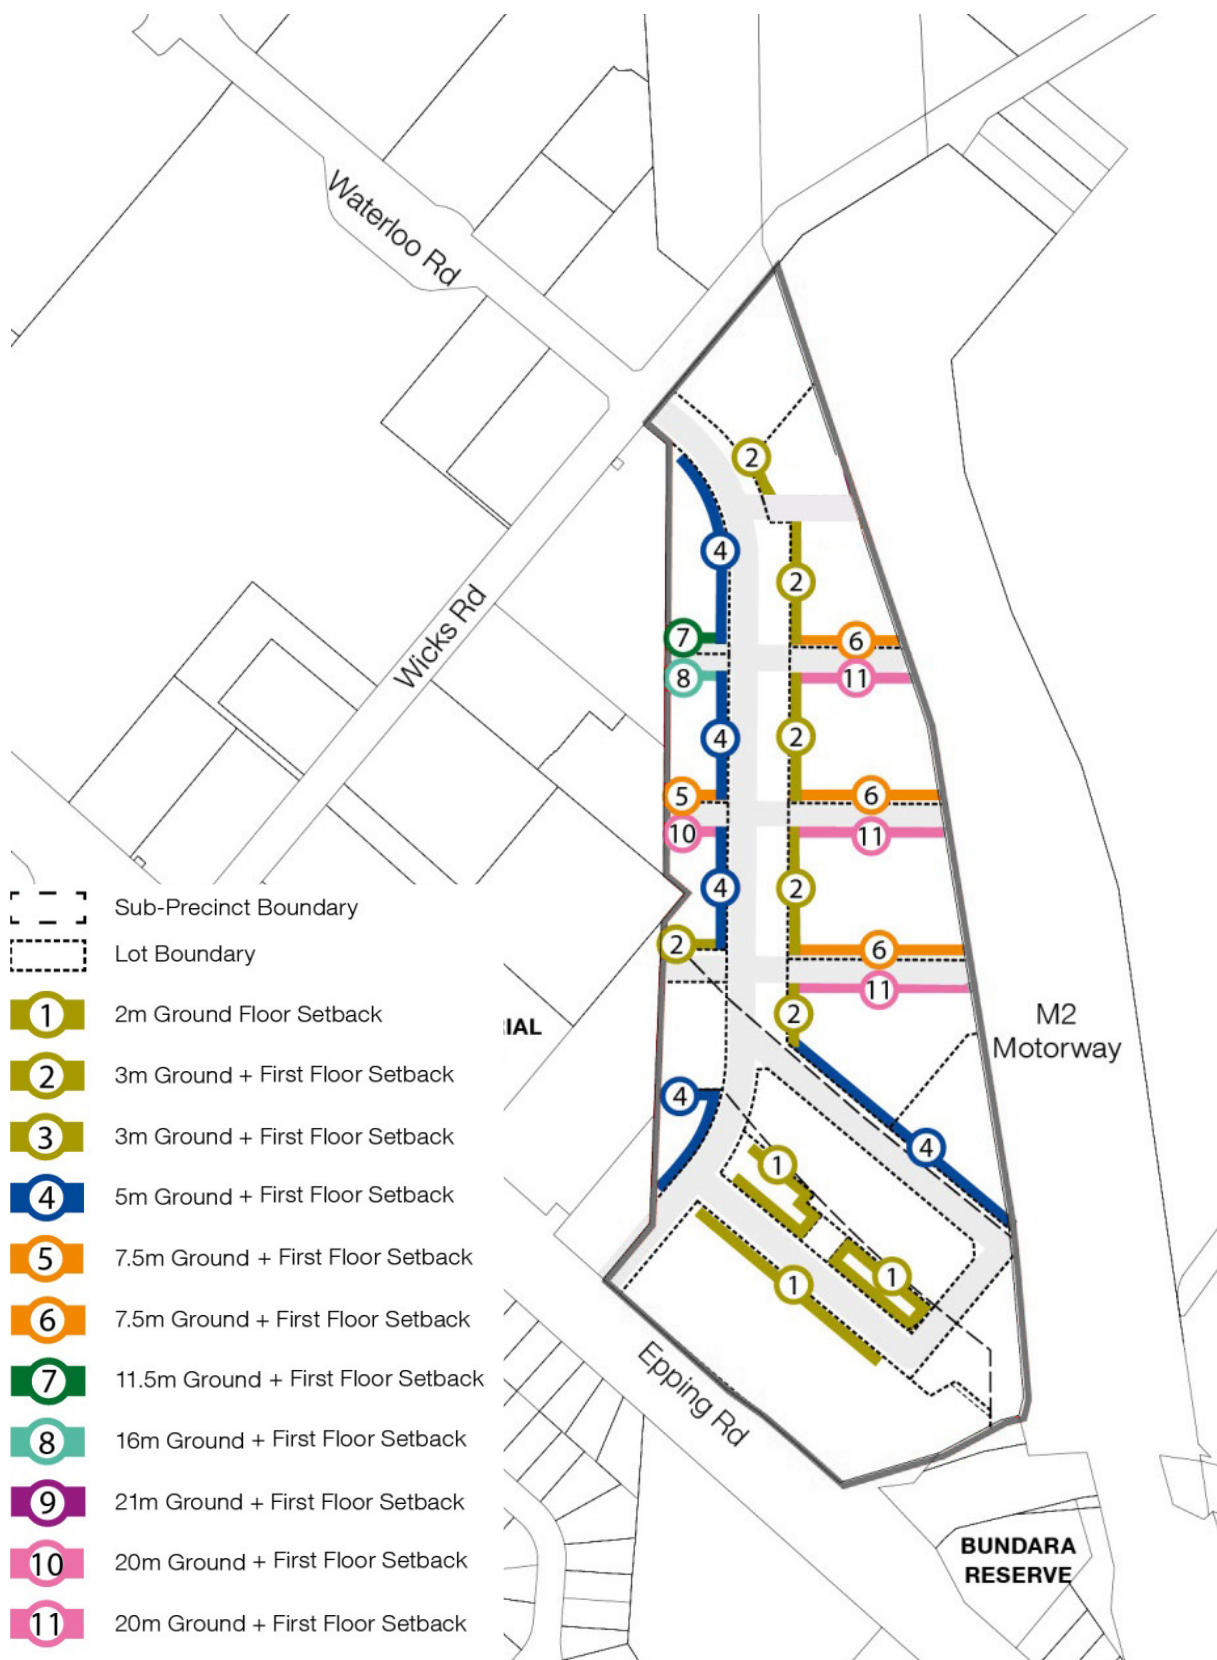 Waterloo Rd
2
4
2
Wicks Rd
7
6
8
11
4
2
5
6
10
11
4
2
2
6
11
2
M2
Motorway
IAL
4
4
1
1
1
Epping Rd
BUNDARA
RESERVE
Sub-Precinct Boundary
Lot Boundary
1 2m Ground Floor Setback
2 3m Ground + First Floor Setback
3 3m Ground + First Floor Setback
4 5m Ground + First Floor Setback
5 7.5m Ground + First Floor Setback
6 7.5m Ground + First Floor Setback
7 11.5m Ground + First Floor Setback
8 16m Ground + First Floor Setback
9 21m Ground + First Floor Setback
10 20m Ground + First Floor Setback
11 20m Ground + First Floor Setback